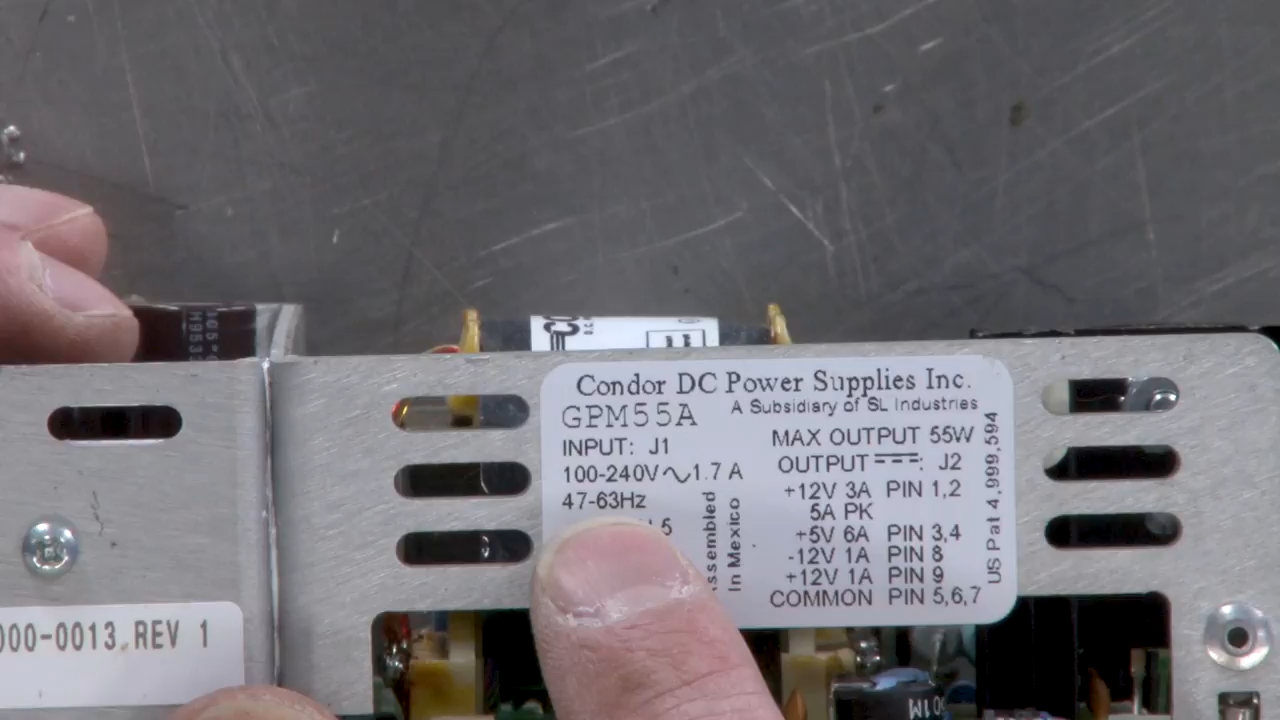 Condor DC Power Supplies Inc.
GPM55A
A Subsidiary of SL Industries
INPUT: J1
100-240V ~ 1.7 A
47-63Hz
5
Assembled
In Mexico
MAX OUTPUT 55W
OUTPUT ⎓: J2
+12V 3A PIN 1,2
5A PK
+5V 6A PIN 3,4
-12V 1A PIN 8
+12V 1A PIN 9
COMMON PIN 5,6,7
US Pat 4,999,594
000-0013 REV 1